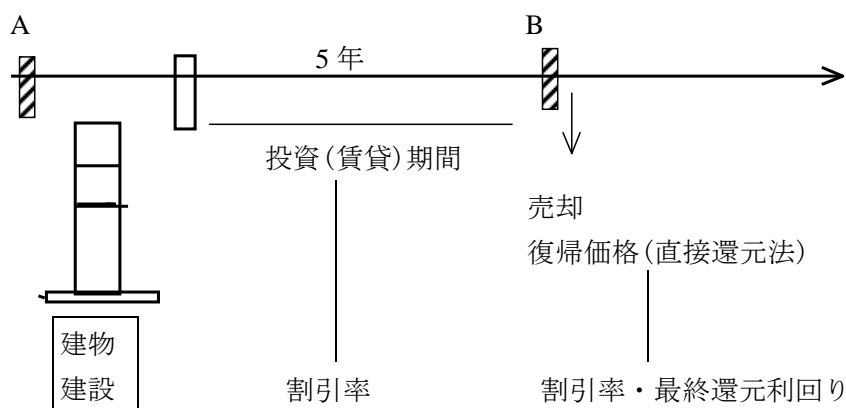 A
B
5 年
投資(賃貸)期間
売却
復帰価格(直接還元法)
建物
建設
割引率
割引率・最終還元利回り